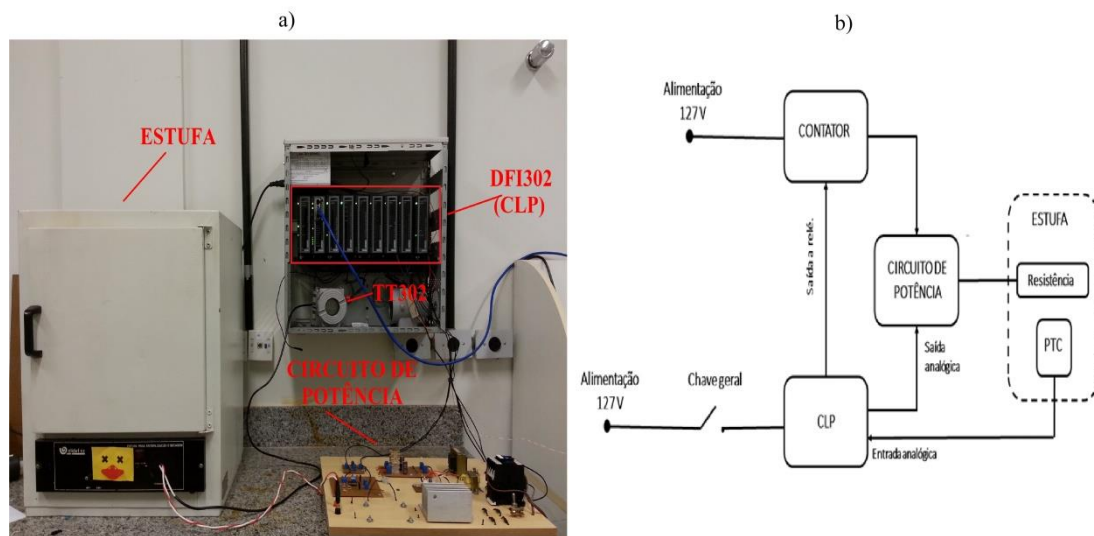 a)
ESTUFA
DFI302
(CLP)
TT302
CIRCUITO DE
POTÊNCIA
b)
Alimentação
127V
CONTATOR
Saída a relé.
CIRCUITO DE
POTÊNCIA
ESTUFA
Resistência
PTC
Saída
analógica
Alimentação
127V
Chave geral
CLP
Entrada analógica